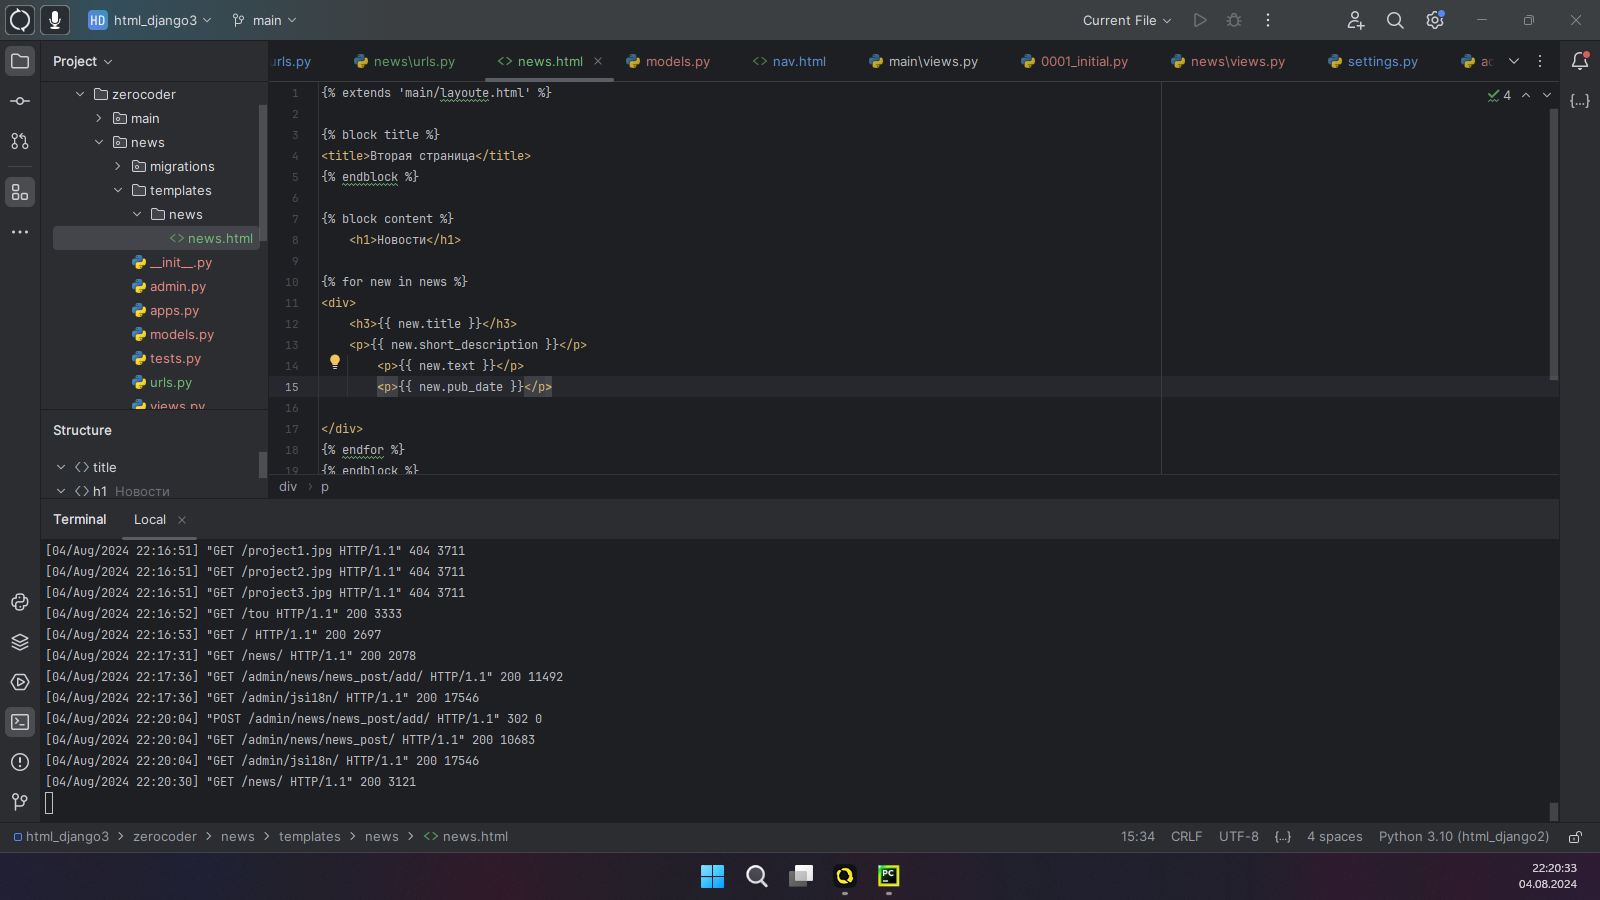 HD html_django3 main Current File
Project
urls.py news\urls.py news.html models.py nav.html main\views.py 0001_initial.py news\views.py settings.py
zerocoder
main
news
migrations
templates
news
news.html
__init__.py
admin.py
apps.py
models.py
tests.py
urls.py
views.py
Structure
title
h1 Новости
4
1 {% extends 'main/layoute.html' %}
2
3 {% block title %}
4 <title>Вторая страница</title>
5 {% endblock %}
6
7 {% block content %}
8 <h1>Новости</h1>
9
10 {% for new in news %}
11 <div>
12 <h3>{{ new.title }}</h3>
13 <p>{{ new.short_description }}</p>
14 <p>{{ new.text }}</p>
15 <p>{{ new.pub_date }}</p>
16
17 </div>
18 {% endfor %}
19 {% endblock %}
div › p
Terminal Local
[04/Aug/2024 22:16:51] "GET /project1.jpg HTTP/1.1" 404 3711
[04/Aug/2024 22:16:51] "GET /project2.jpg HTTP/1.1" 404 3711
[04/Aug/2024 22:16:51] "GET /project3.jpg HTTP/1.1" 404 3711
[04/Aug/2024 22:16:52] "GET /tou HTTP/1.1" 200 3333
[04/Aug/2024 22:16:53] "GET / HTTP/1.1" 200 2697
[04/Aug/2024 22:17:31] "GET /news/ HTTP/1.1" 200 2078
[04/Aug/2024 22:17:36] "GET /admin/news/news_post/add/ HTTP/1.1" 200 11492
[04/Aug/2024 22:17:36] "GET /admin/jsi18n/ HTTP/1.1" 200 17546
[04/Aug/2024 22:20:04] "POST /admin/news/news_post/add/ HTTP/1.1" 302 0
[04/Aug/2024 22:20:04] "GET /admin/news/news_post/ HTTP/1.1" 200 10683
[04/Aug/2024 22:20:04] "GET /admin/jsi18n/ HTTP/1.1" 200 17546
[04/Aug/2024 22:20:30] "GET /news/ HTTP/1.1" 200 3121
html_django3 › zerocoder › news › templates › news › news.html 15:34 CRLF UTF-8 {...} 4 spaces Python 3.10 (html_django2)
PC
22:20:33
04.08.2024